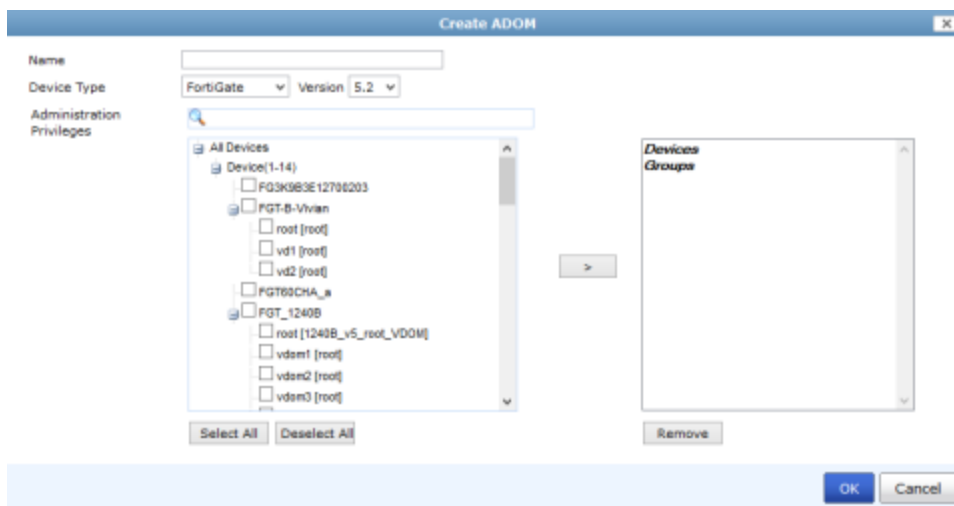 Create ADOM
Name
Device Type FortiGate Version 5.2
Administration
Privileges
All Devices
Device(1-14)
FG3K9B3E12700203
FGT-B-Vivian
root [root]
vd1 [root]
vd2 [root]
FGT60CHA_a
FGT_1240B
root [1240B_v5_root_VDOM]
vdom1 [root]
vdom2 [root]
vdom3 [root]
Devices
Groups
>
Select All Deselect All
Remove
OK Cancel